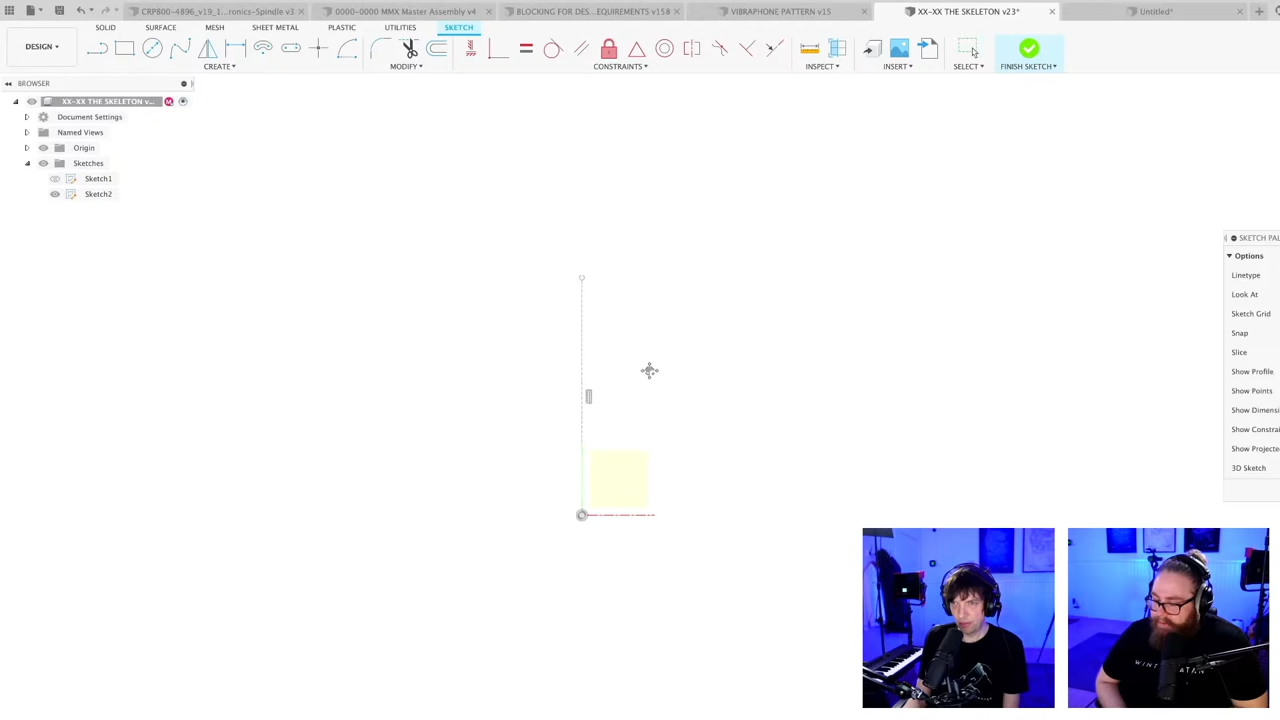 CRP800-4896_v19_1...ronics-Spindle v3
0000-0000 MMX Master Assembly v4
BLOCKING FOR DES...EQUIREMENTS v158
VIBRAPHONE PATTERN v15
XX-XX THE SKELETON v23*
Untitled*
DESIGN
SOLID
SURFACE
MESH
SHEET METAL
PLASTIC
UTILITIES
SKETCH
CREATE
MODIFY
CONSTRAINTS
INSPECT
INSERT
SELECT
FINISH SKETCH
BROWSER
XX-XX THE SKELETON v...
M
Document Settings
Named Views
Origin
Sketches
Sketch1
Sketch2
SKETCH PAL
Options
Linetype
Look At
Sketch Grid
Snap
Slice
Show Profile
Show Points
Show Dimens
Show Constra
Show Projecte
3D Sketch